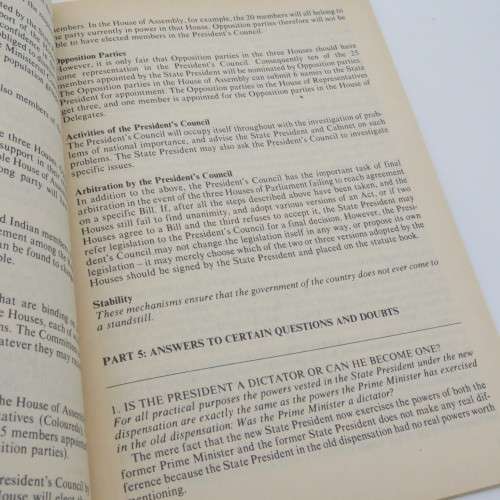 members. In the House of Assembly, for example, the 20 members will all belong to
the party currently in power in that House. Opposition parties therefore will not be
able to have elected members in the President's Council.
Opposition Parties
However, it is only fair that Opposition parties in the three Houses should have
some representation in the President's Council. Consequently ten of the 25
members appointed by the State President will be nominated by Opposition parties.
The Opposition parties in the House of Assembly can submit 6 names to the State
President for appointment. The Opposition parties in the House of Representatives
get three, and one member is appointed for the Opposition parties in the House of
Delegates.
Activities of the President's Council
The President's Council will occupy itself throughout with the investigation of prob-
lems of national importance, and advise the State President and Cabinet on such
problems. The State President may also ask the President's Council to investigate
specific issues.
Arbitration by the President's Council
In addition to the above, the President's Council has the important task of final
arbitration in the event of the three Houses of Parliament failing to reach agreement
on a specific Bill. If, after all the steps described above have been taken, and the
Houses still fail to find unanimity, and adopt various versions of an Act, or if two
Houses agree to a Bill and the third refuses to accept it, the State President may
refer legislation to the President's Council for a final decision. However, the Presi-
dent's Council may not change the legislation itself in any way, or propose its own
legislation – it may merely choose which of the two or three versions adopted by the
Houses should be signed by the State President and placed on the statute book.
Stability
These mechanisms ensure that the government of the country does not ever come to
a standstill.
PART 5: ANSWERS TO CERTAIN QUESTIONS AND DOUBTS
1. IS THE PRESIDENT A DICTATOR OR CAN HE BECOME ONE?
For all practical purposes the powers vested in the State President under the new
dispensation are exactly the same as the powers the Prime Minister has exercised
in the old dispensation: Was the Prime Minister a dictator?
The mere fact that the new State President now exercises the powers of both the
former Prime Minister and the former State President does not make any real dif-
ference because the State President in the old dispensation had no real powers worth
mentioning.